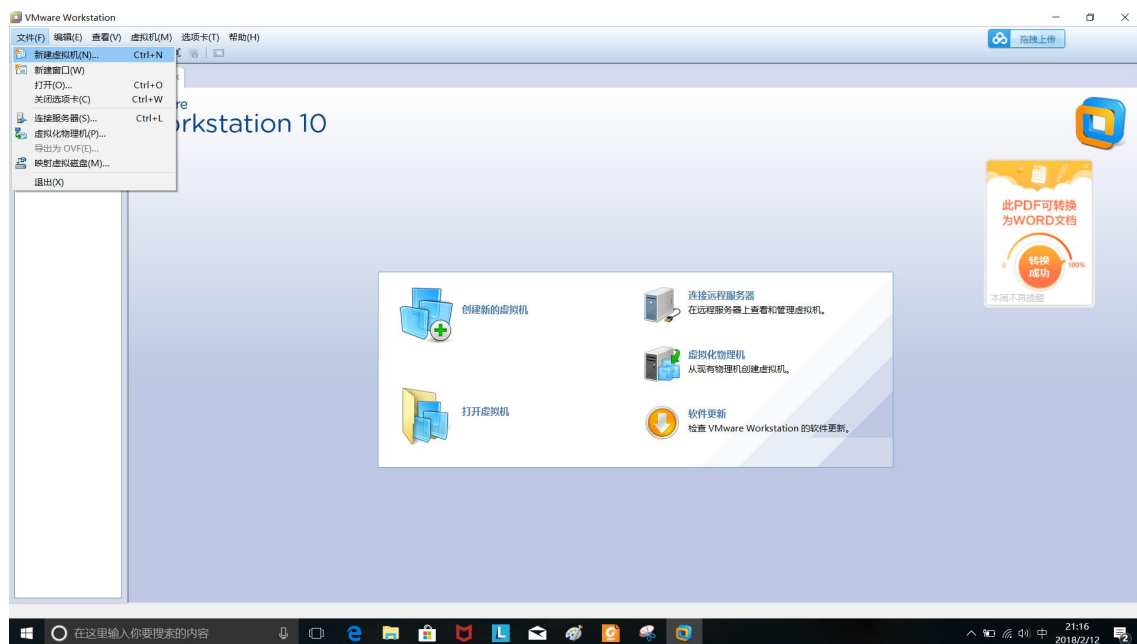 VMware Workstation
文件(F) 编辑(E) 查看(V) 虚拟机(M) 选项卡(T) 帮助(H)
拖拽上传
新建虚拟机(N)... Ctrl+N
新建窗口(W)
打开(O)... Ctrl+O
关闭选项卡(C) Ctrl+W
连接服务器(S)... Ctrl+L
虚拟化物理机(P)...
导出为 OVF(E)...
映射虚拟磁盘(M)...
退出(X)
re
rkstation 10
此PDF可转换
为WORD文档
转换
成功
0
100%
本周不再提醒
创建新的虚拟机
打开虚拟机
连接远程服务器
在远程服务器上查看和管理虚拟机。
虚拟化物理机
从现有物理机创建虚拟机。
软件更新
检查 VMware Workstation 的软件更新。
在这里输入你要搜索的内容
L
中
21:16
2018/2/12
2